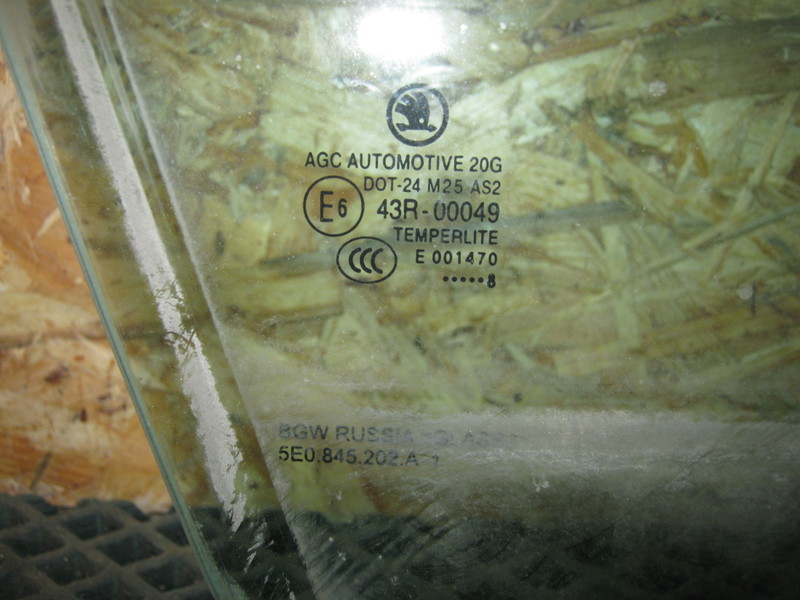 AGC AUTOMOTIVE 20G
DOT-24 M25 AS2
E6 43R-00049
TEMPERLITE
CCC E 001470
•••••8
BGW RUSSIA
5E0.845.202.A